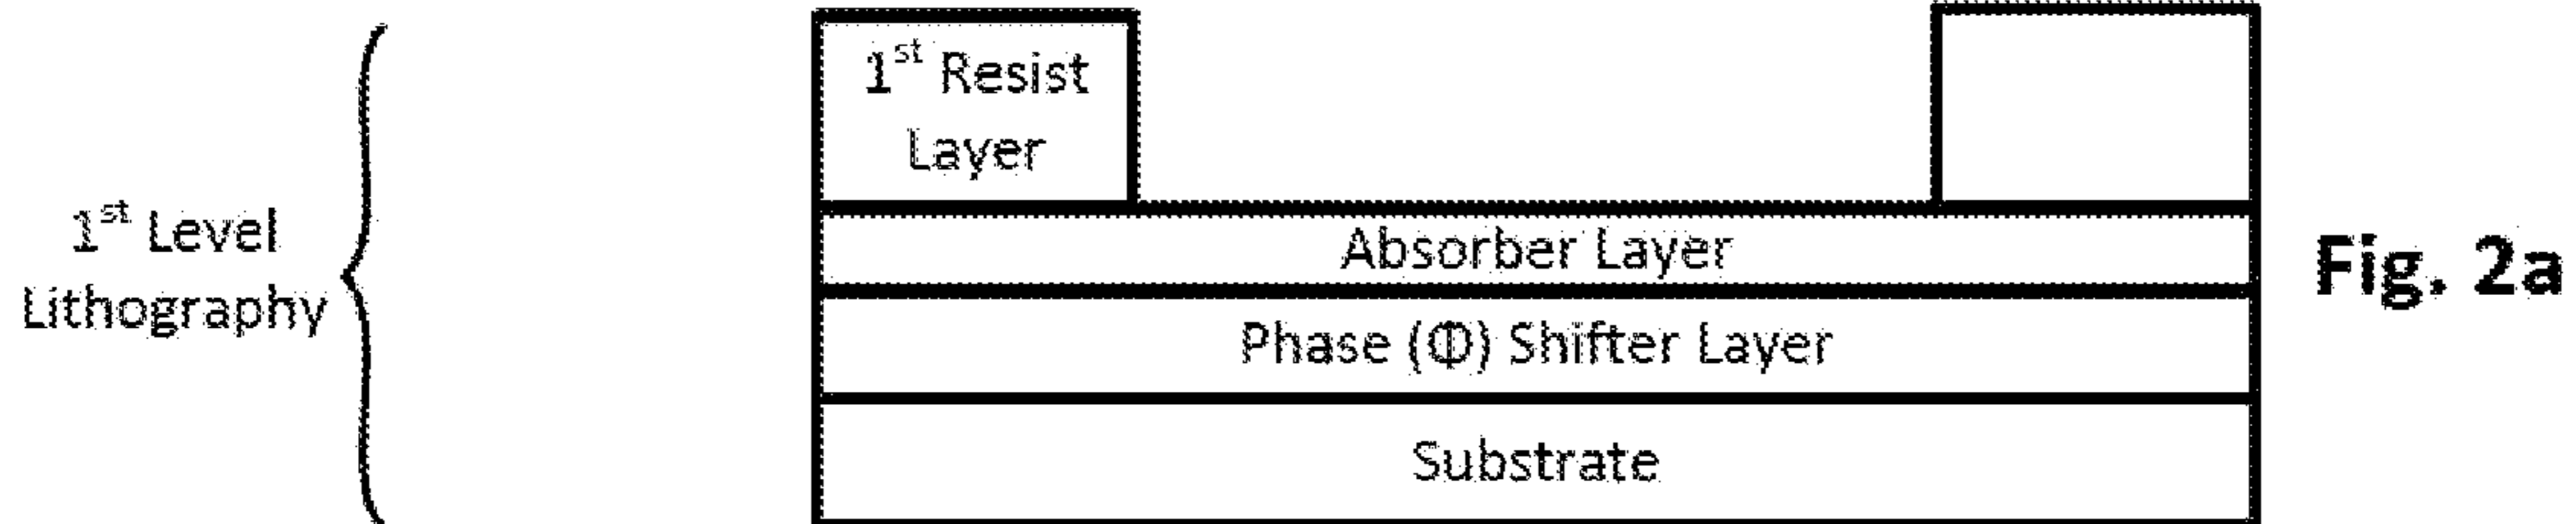 1st Level
Lithography
1st Resist
Layer
Absorber Layer
Phase (Φ) Shifter Layer
Substrate
Fig. 2a